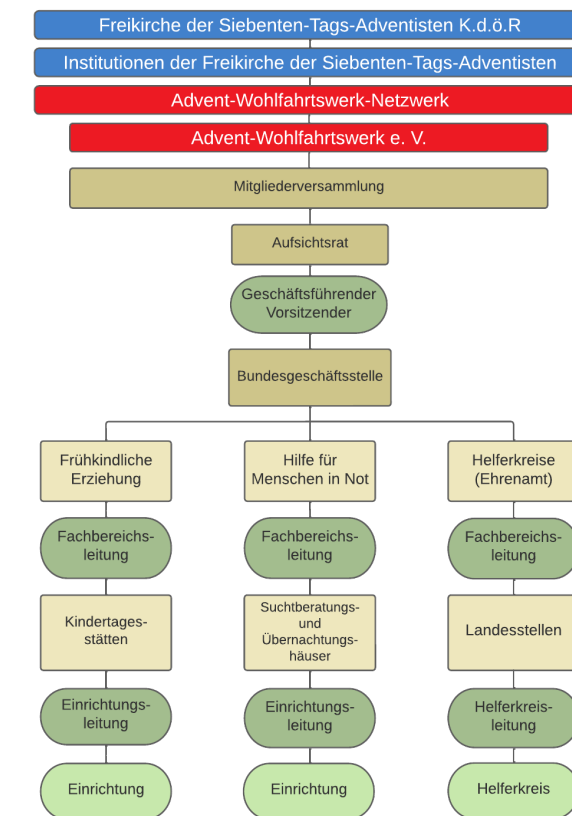 Freikirche der Siebenten-Tags-Adventisten K.d.ö.R
Institutionen der Freikirche der Siebenten-Tags-Adventisten
Advent-Wohlfahrtswerk-Netzwerk
Advent-Wohlfahrtswerk e. V.
Mitgliederversammlung
Aufsichtsrat
Geschäftsführender
Vorsitzender
Bundesgeschäftsstelle
Frühkindliche
Erziehung
Hilfe für
Menschen in Not
Helferkreise
(Ehrenamt)
Fachbereichs-
leitung
Fachbereichs-
leitung
Fachbereichs-
leitung
Kindertages-
stätten
Suchtberatungs-
und
Übernachtungs-
häuser
Landesstellen
Einrichtungs-
leitung
Einrichtungs-
leitung
Helferkreis-
leitung
Einrichtung
Einrichtung
Helferkreis